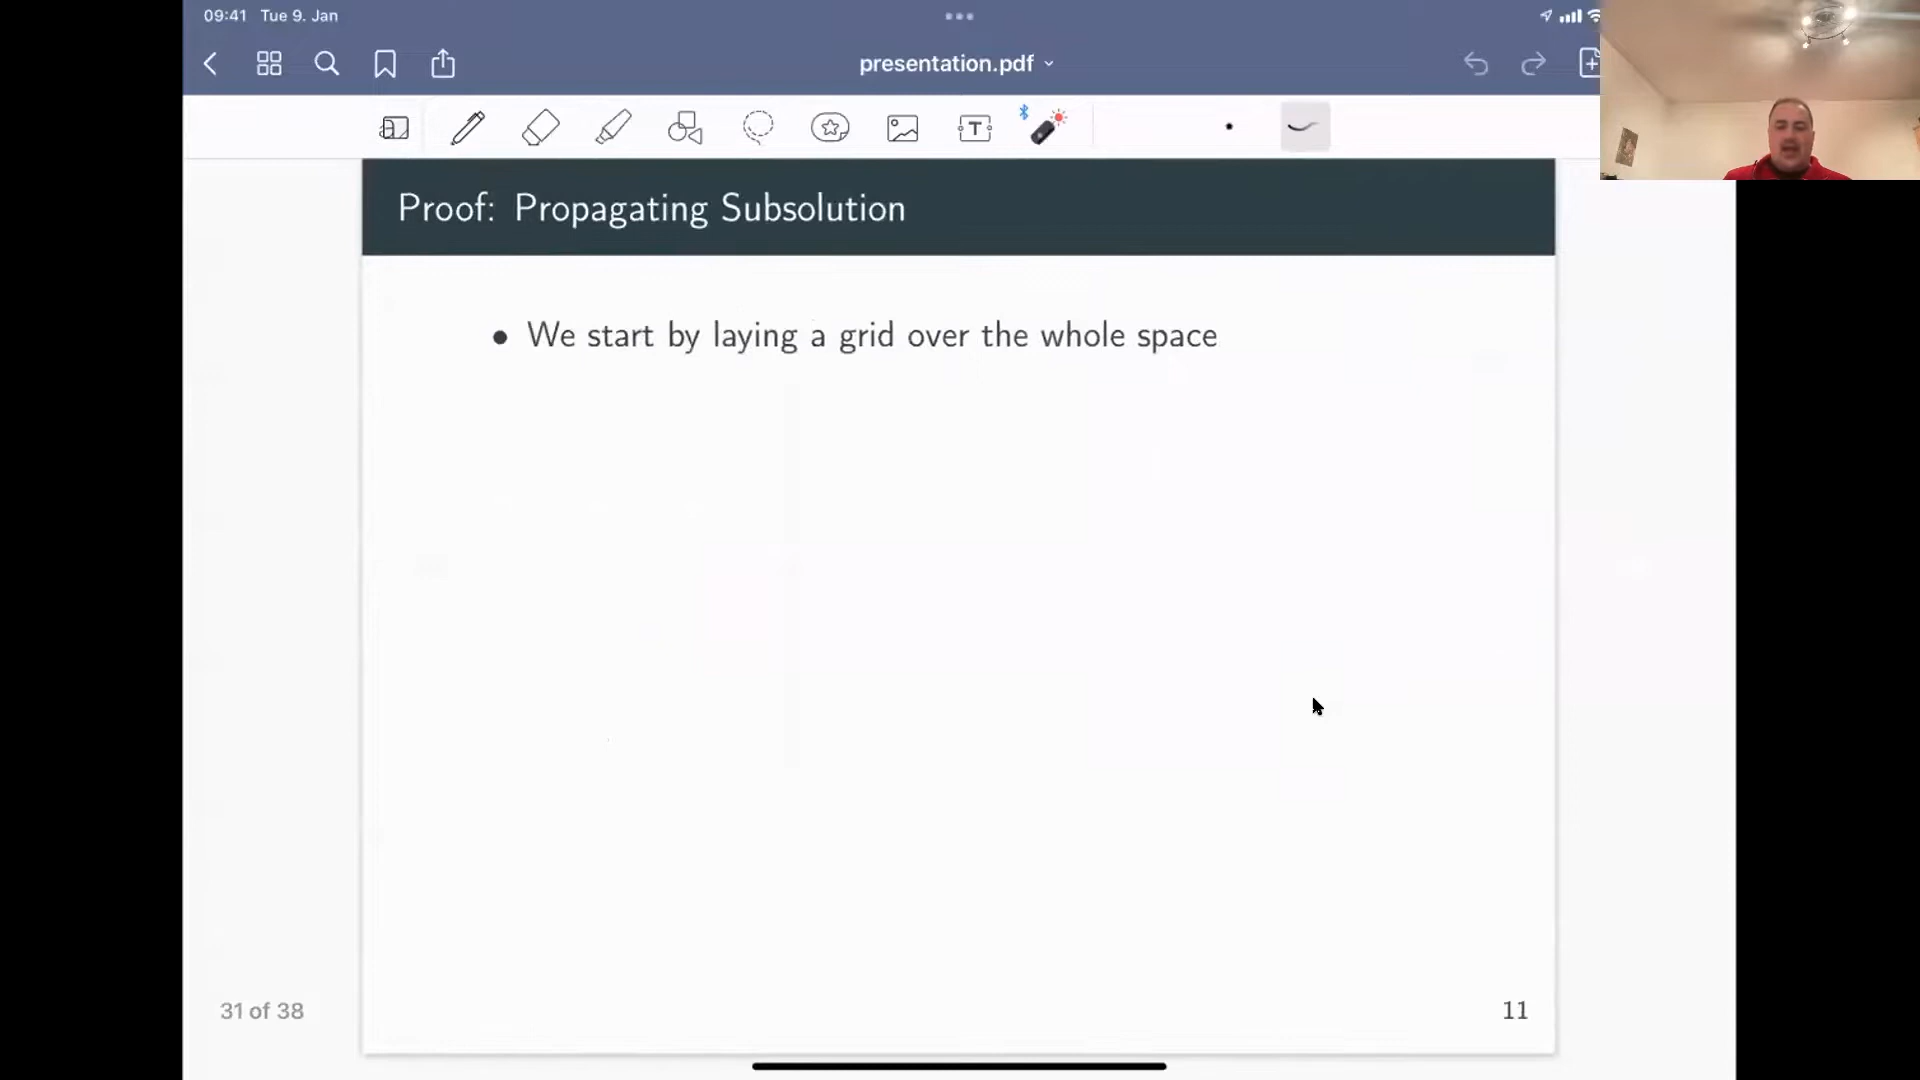 09:41 Tue 9. Jan
presentation.pdf
T
Proof: Propagating Subsolution
• We start by laying a grid over the whole space
31 of 38
11